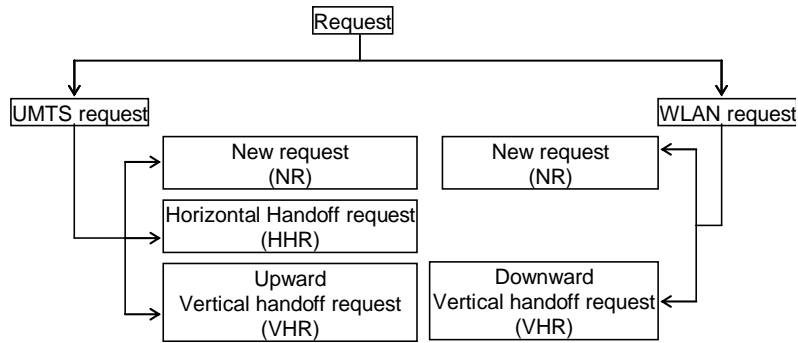 Request
UMTS request
WLAN request
New request
(NR)
New request
(NR)
Horizontal Handoff request
(HHR)
Upward
Vertical handoff request
(VHR)
Downward
Vertical handoff request
(VHR)